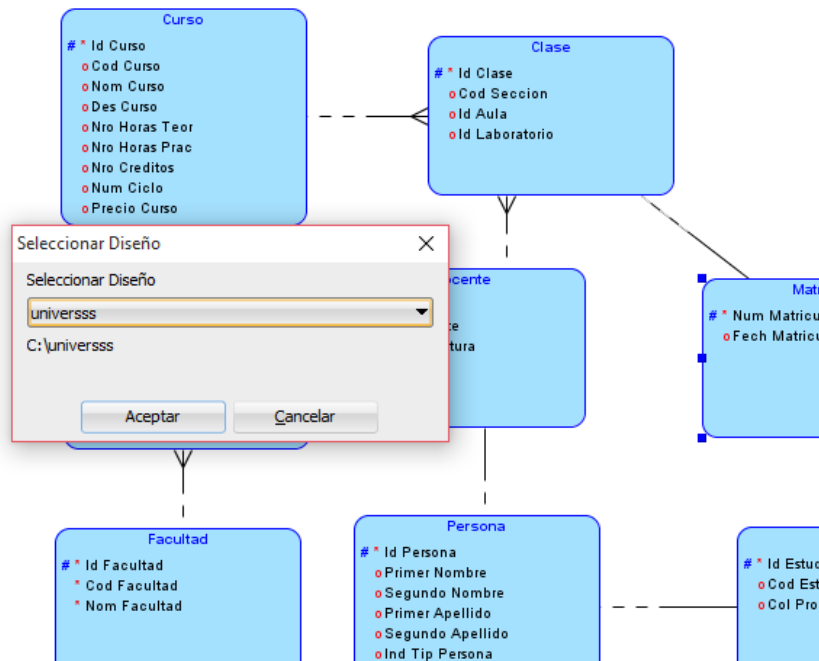 Curso
# * Id Curso
o Cod Curso
o Nom Curso
o Des Curso
o Nro Horas Teor
o Nro Horas Prac
o Nro Creditos
o Num Ciclo
o Precio Curso
Clase
# * Id Clase
o Cod Seccion
o Id Aula
o Id Laboratorio
Seleccionar Diseño
Seleccionar Diseño
universss
C:\universss
Aceptar
Cancelar
ocente
te
tura
Mat
# * Num Matricu
o Fech Matricu
Facultad
# * Id Facultad
* Cod Facultad
* Nom Facultad
Persona
# * Id Persona
o Primer Nombre
o Segundo Nombre
o Primer Apellido
o Segundo Apellido
o Ind Tip Persona
# * Id Estud
o Cod Est
o Col Pro